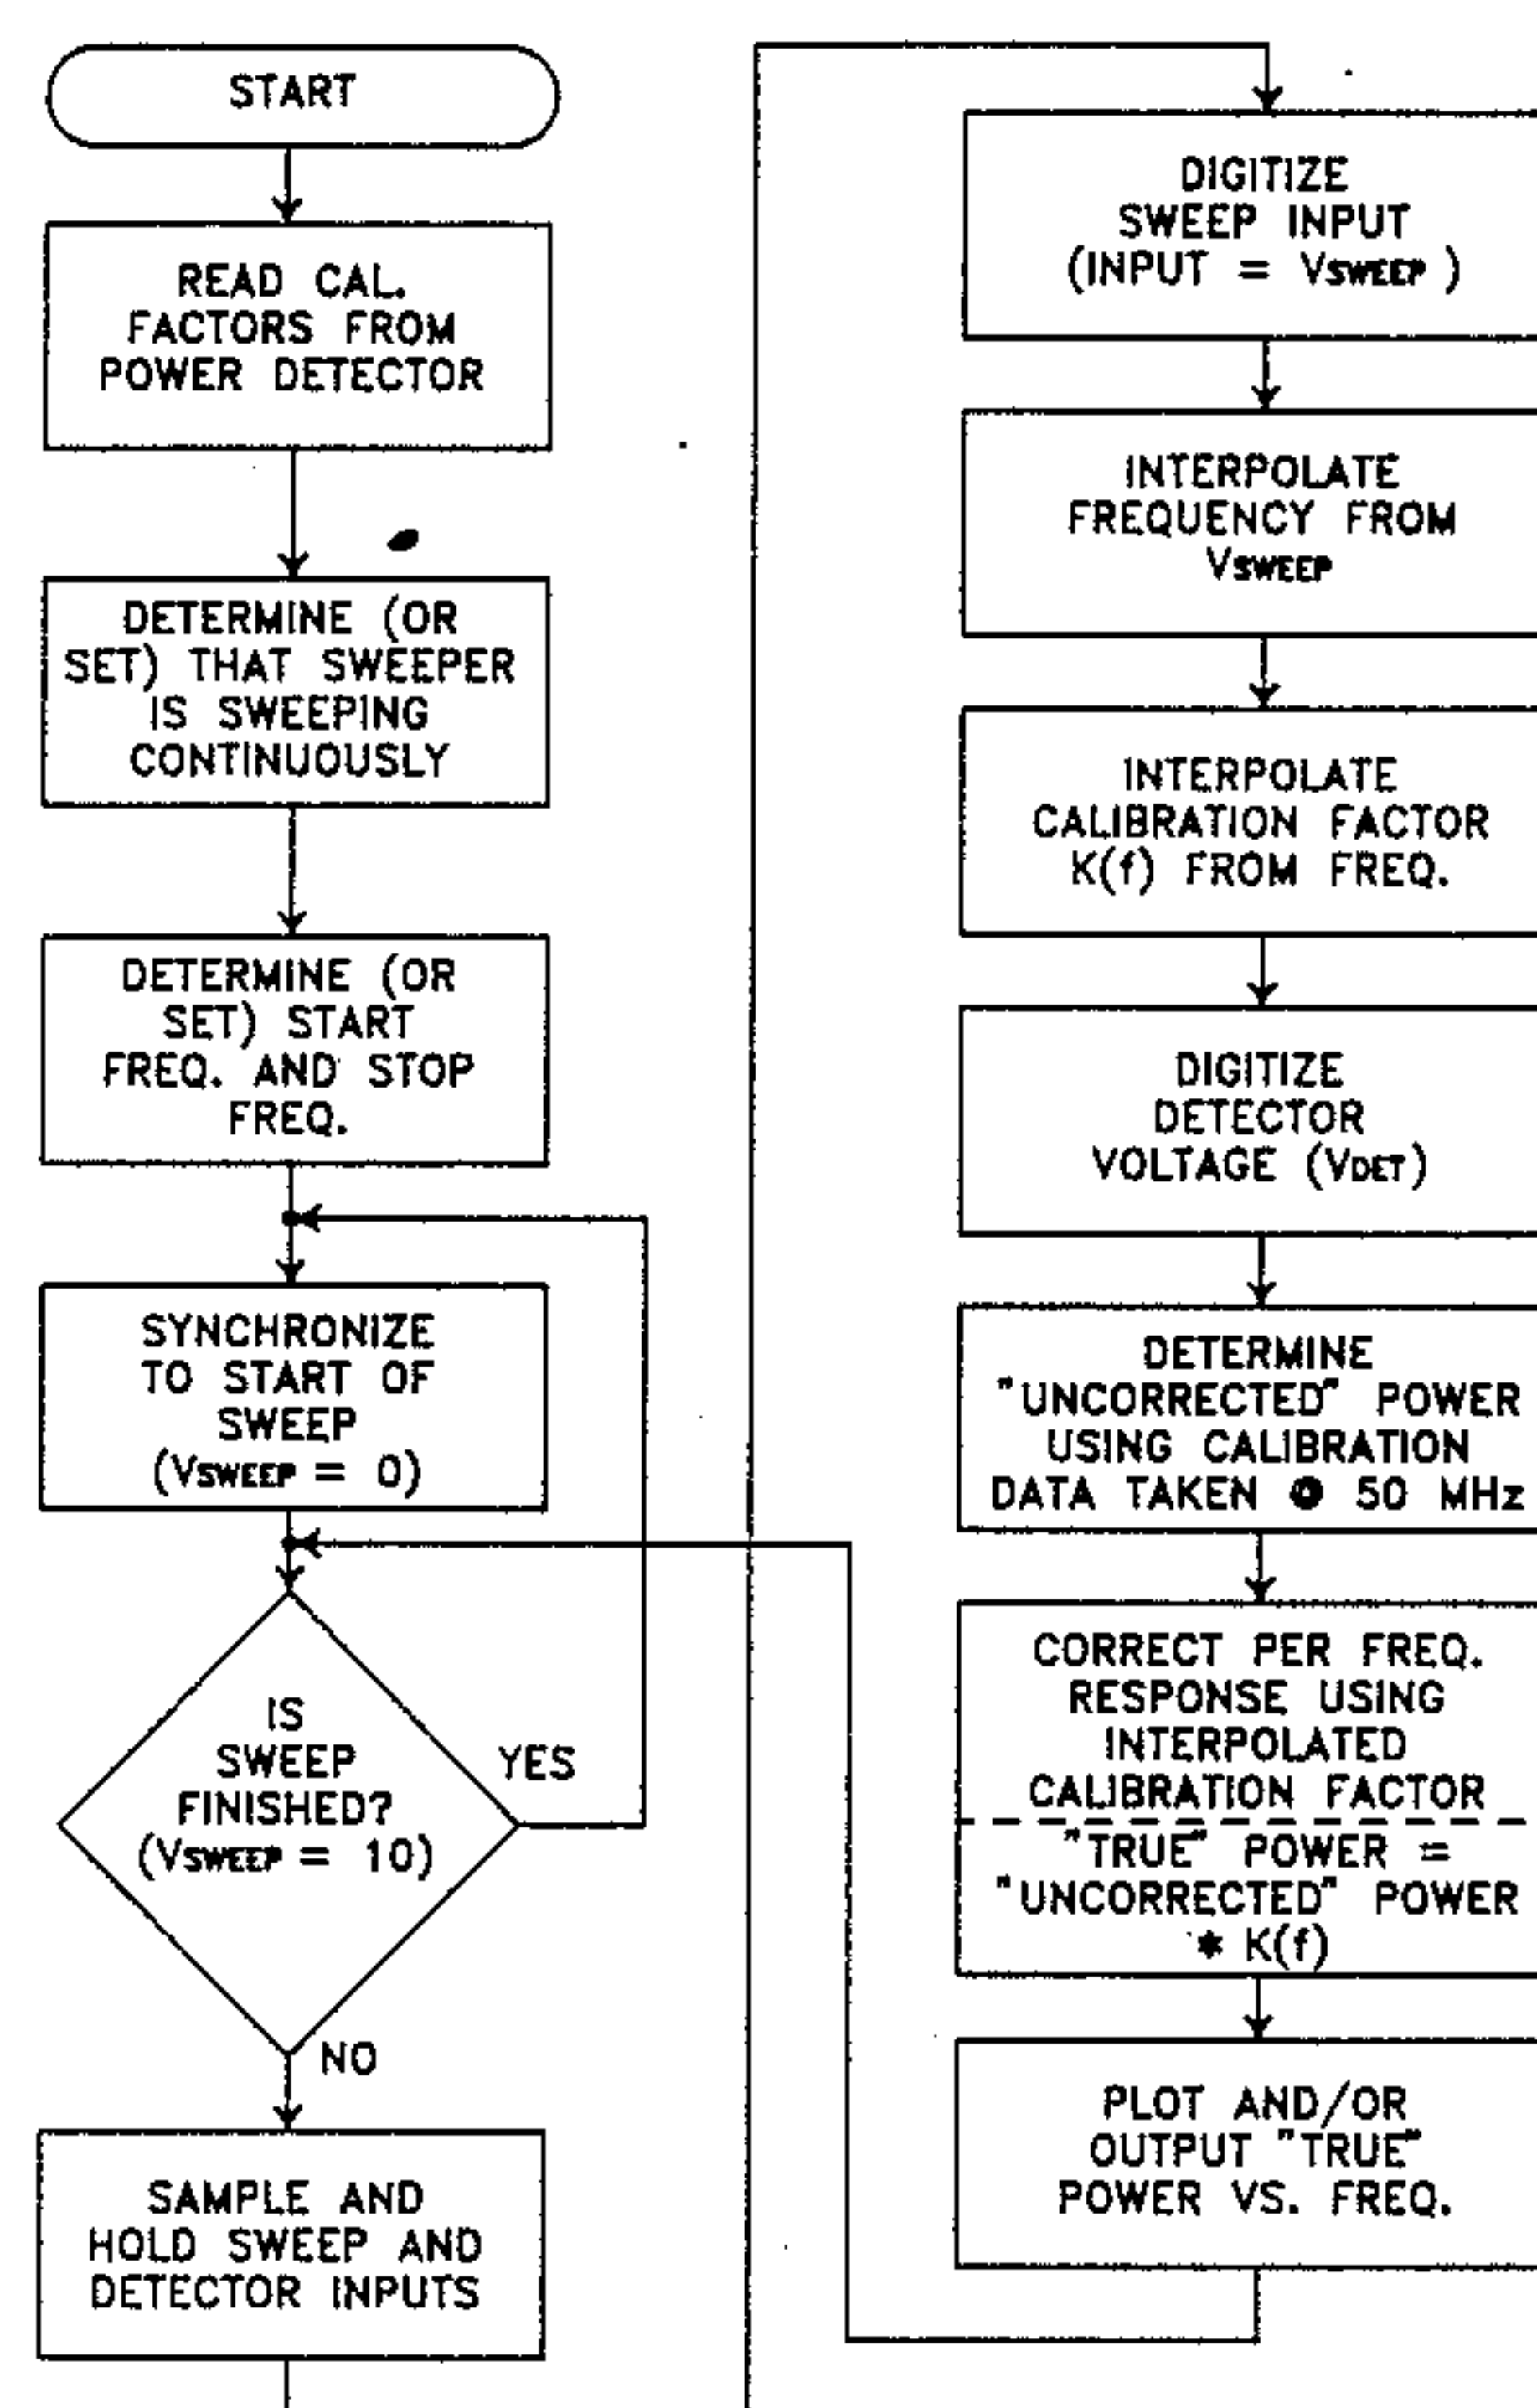 START
READ CAL.
FACTORS FROM
POWER DETECTOR
DETERMINE (OR
SET) THAT SWEEPER
IS SWEEPING
CONTINUOUSLY
DETERMINE (OR
SET) START
FREQ. AND STOP
FREQ.
SYNCHRONIZE
TO START OF
SWEEP
(VSWEEP = 0)
IS
SWEEP
FINISHED?
(VSWEEP = 10)
YES
NO
SAMPLE AND
HOLD SWEEP AND
DETECTOR INPUTS
DIGITIZE
SWEEP INPUT
(INPUT = VSWEEP )
INTERPOLATE
FREQUENCY FROM
VSWEEP
INTERPOLATE
CALIBRATION FACTOR
K(f) FROM FREQ.
DIGITIZE
DETECTOR
VOLTAGE (VDET)
DETERMINE
"UNCORRECTED" POWER
USING CALIBRATION
DATA TAKEN @ 50 MHz
CORRECT PER FREQ.
RESPONSE USING
INTERPOLATED
CALIBRATION FACTOR
"TRUE" POWER =
"UNCORRECTED" POWER
* K(f)
PLOT AND/OR
OUTPUT "TRUE"
POWER VS. FREQ.